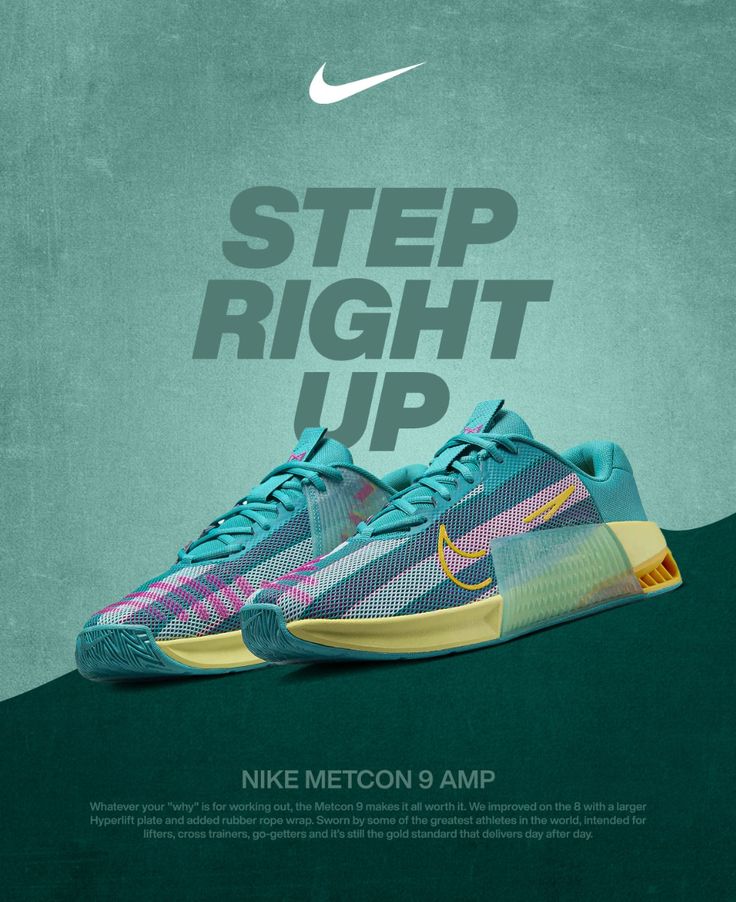 STEP
RIGHT
UP
NIKE METCON 9 AMP
Whatever your "why" is for working out, the Metcon 9 makes it all worth it. We improved on the 8 with a larger
Hyperlift plate and added rubber rope wrap. Sworn by some of the greatest athletes in the world, intended for
lifters, cross trainers, go-getters and it's still the gold standard that delivers day after day.